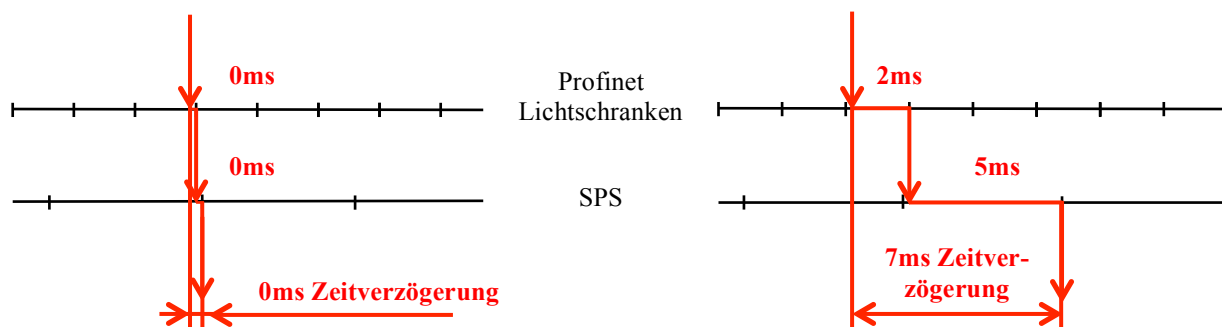 0ms
Profinet
Lichtschranken
2ms
0ms
SPS
5ms
0ms Zeitverzögerung
7ms Zeitver-
zögerung